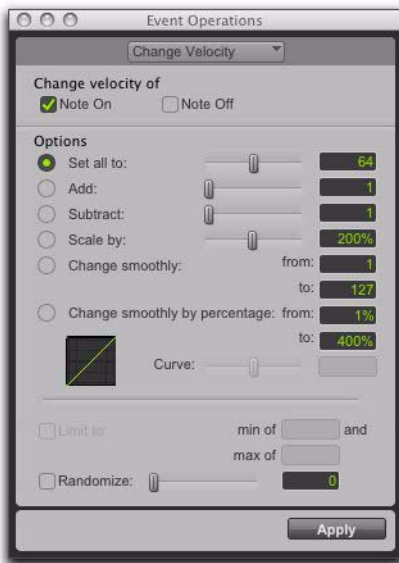 Event Operations
Change Velocity
Change velocity of
Note On Note Off
Options
Set all to: 64
Add: 1
Subtract: 1
Scale by: 200%
Change smoothly: from: 1
to: 127
Change smoothly by percentage: from: 1%
to: 400%
Curve:
Limit to: min of and
max of
Randomize: 0
Apply